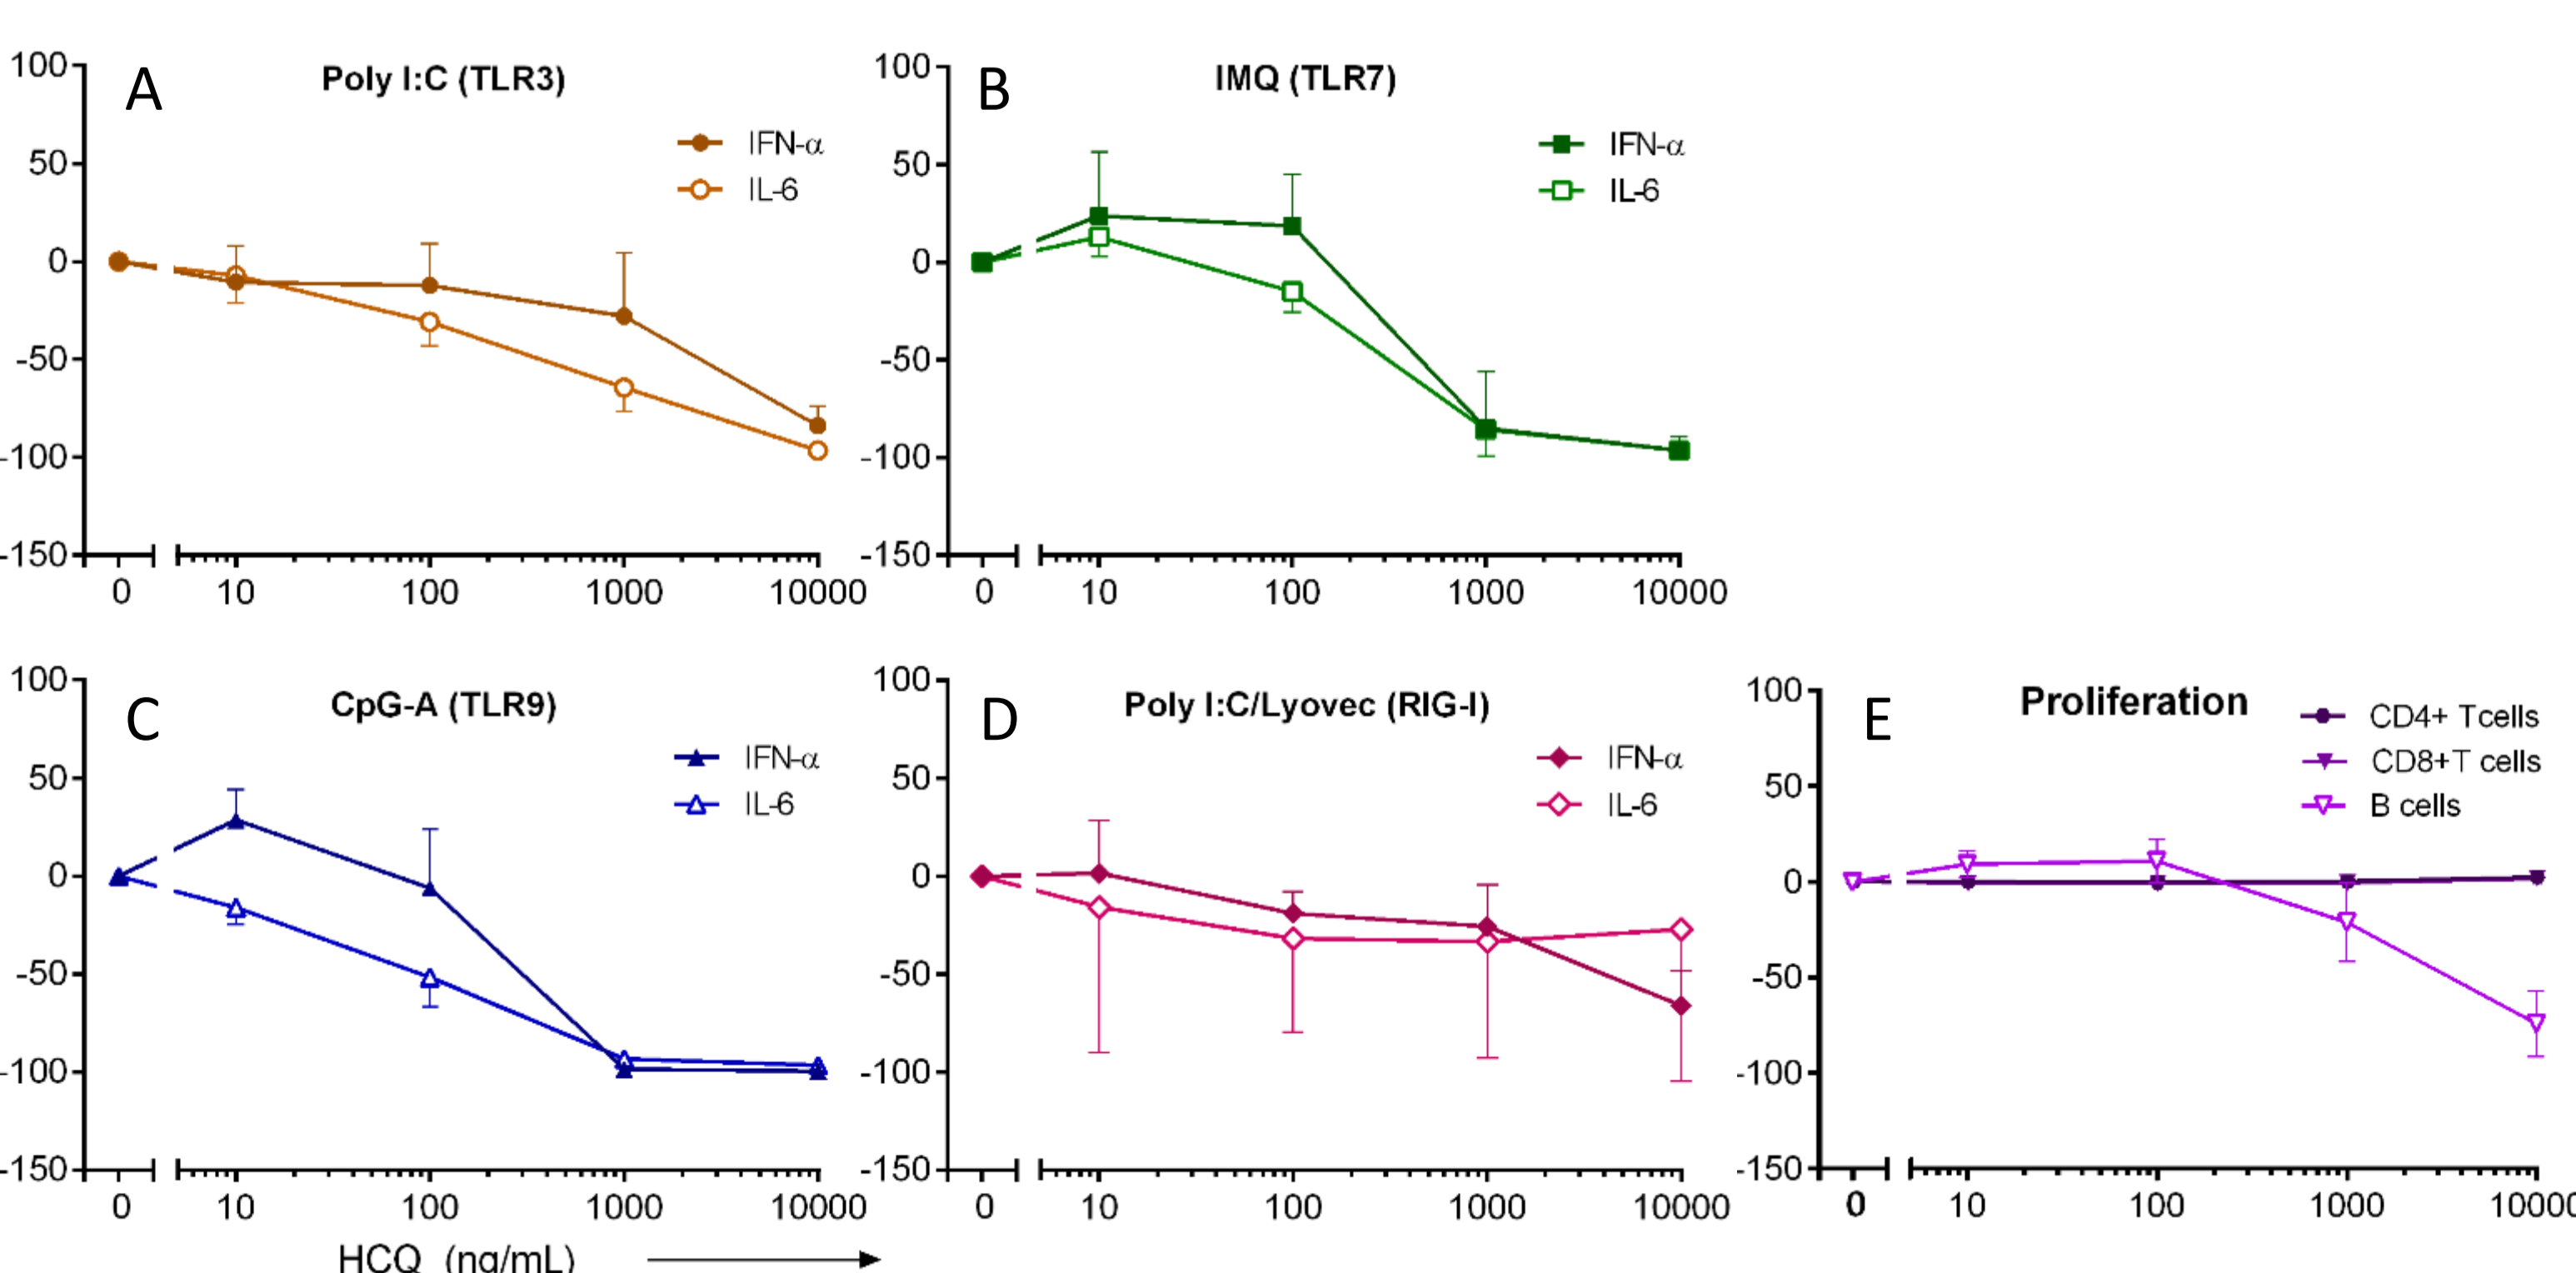 A
Poly I:C (TLR3)
IFN-α
IL-6
100
50
0
-50
-100
-150
0 10 100 1000 10000
B
IMQ (TLR7)
IFN-α
IL-6
100
50
0
-50
-100
-150
0 10 100 1000 10000
C
CpG-A (TLR9)
IFN-α
IL-6
100
50
0
-50
-100
-150
0 10 100 1000 10000
D
Poly I:C/Lyovec (RIG-I)
IFN-α
IL-6
100
50
0
-50
-100
-150
0 10 100 1000 10000
E
Proliferation
CD4+ Tcells
CD8+T cells
B cells
100
50
0
-50
-100
-150
0 10 100 1000 10000
HCQ (ng/mL)